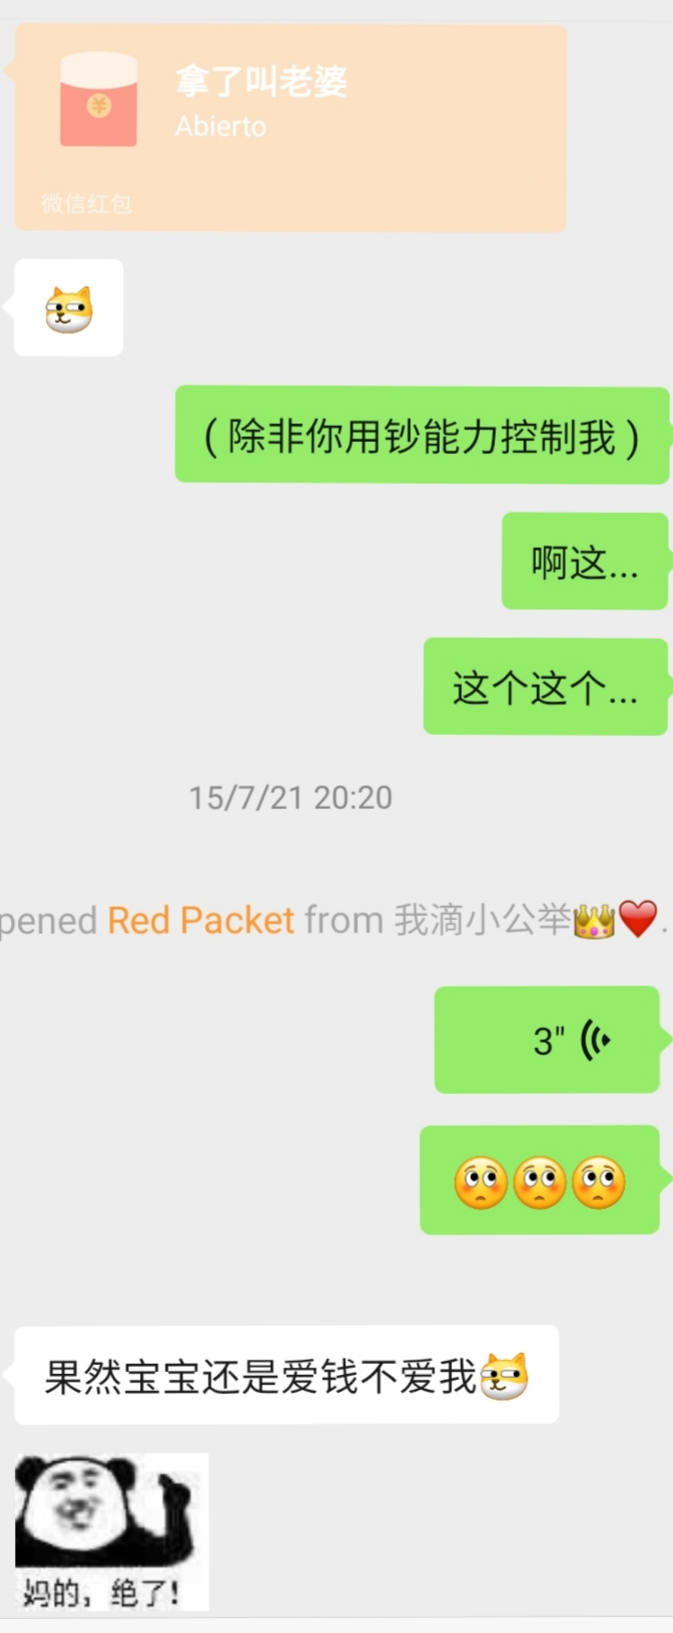 拿了叫老婆
Abierto
微信红包
（除非你用钞能力控制我）
啊这...
这个这个...
15/7/21 20:20
pened Red Packet from 我滴小公举👑❤️.
3"
果然宝宝还是爱钱不爱我
妈的，绝了!